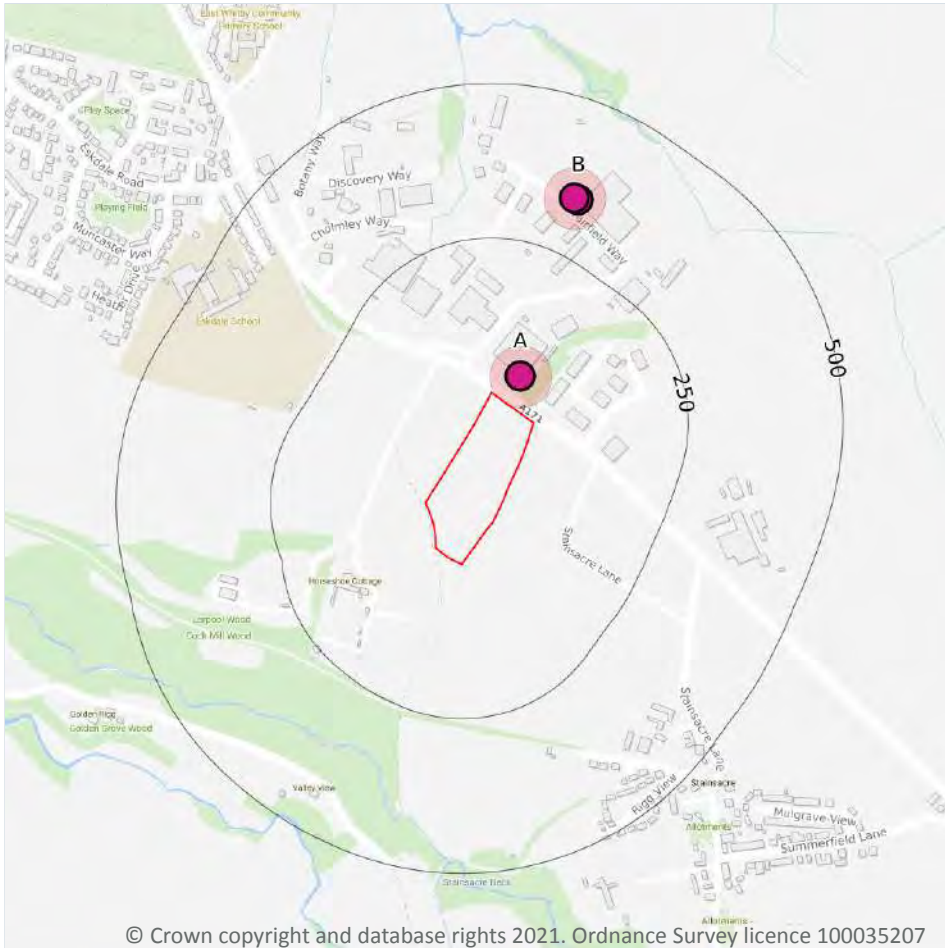 East Whitby Community
Primary School
Play Space
Eskdale Road
Playing Field
Muncaster Way
Heather Drive
Eskdale School
Botany Way
Discovery Way
Cholmley Way
B
Fairfield Way
A
A171
250
500
Stainsacre Lane
Horseshoe Cottage
Larpool Wood
Cock Mill Wood
Golden Rigg
Golden Grove Wood
Valley View
Stainsacre Lane
Stainsacre
Rigg View
Mulgrave View
Allotments
Summerfield Lane
Stainsacre Beck
Allotments
© Crown copyright and database rights 2021. Ordnance Survey licence 100035207